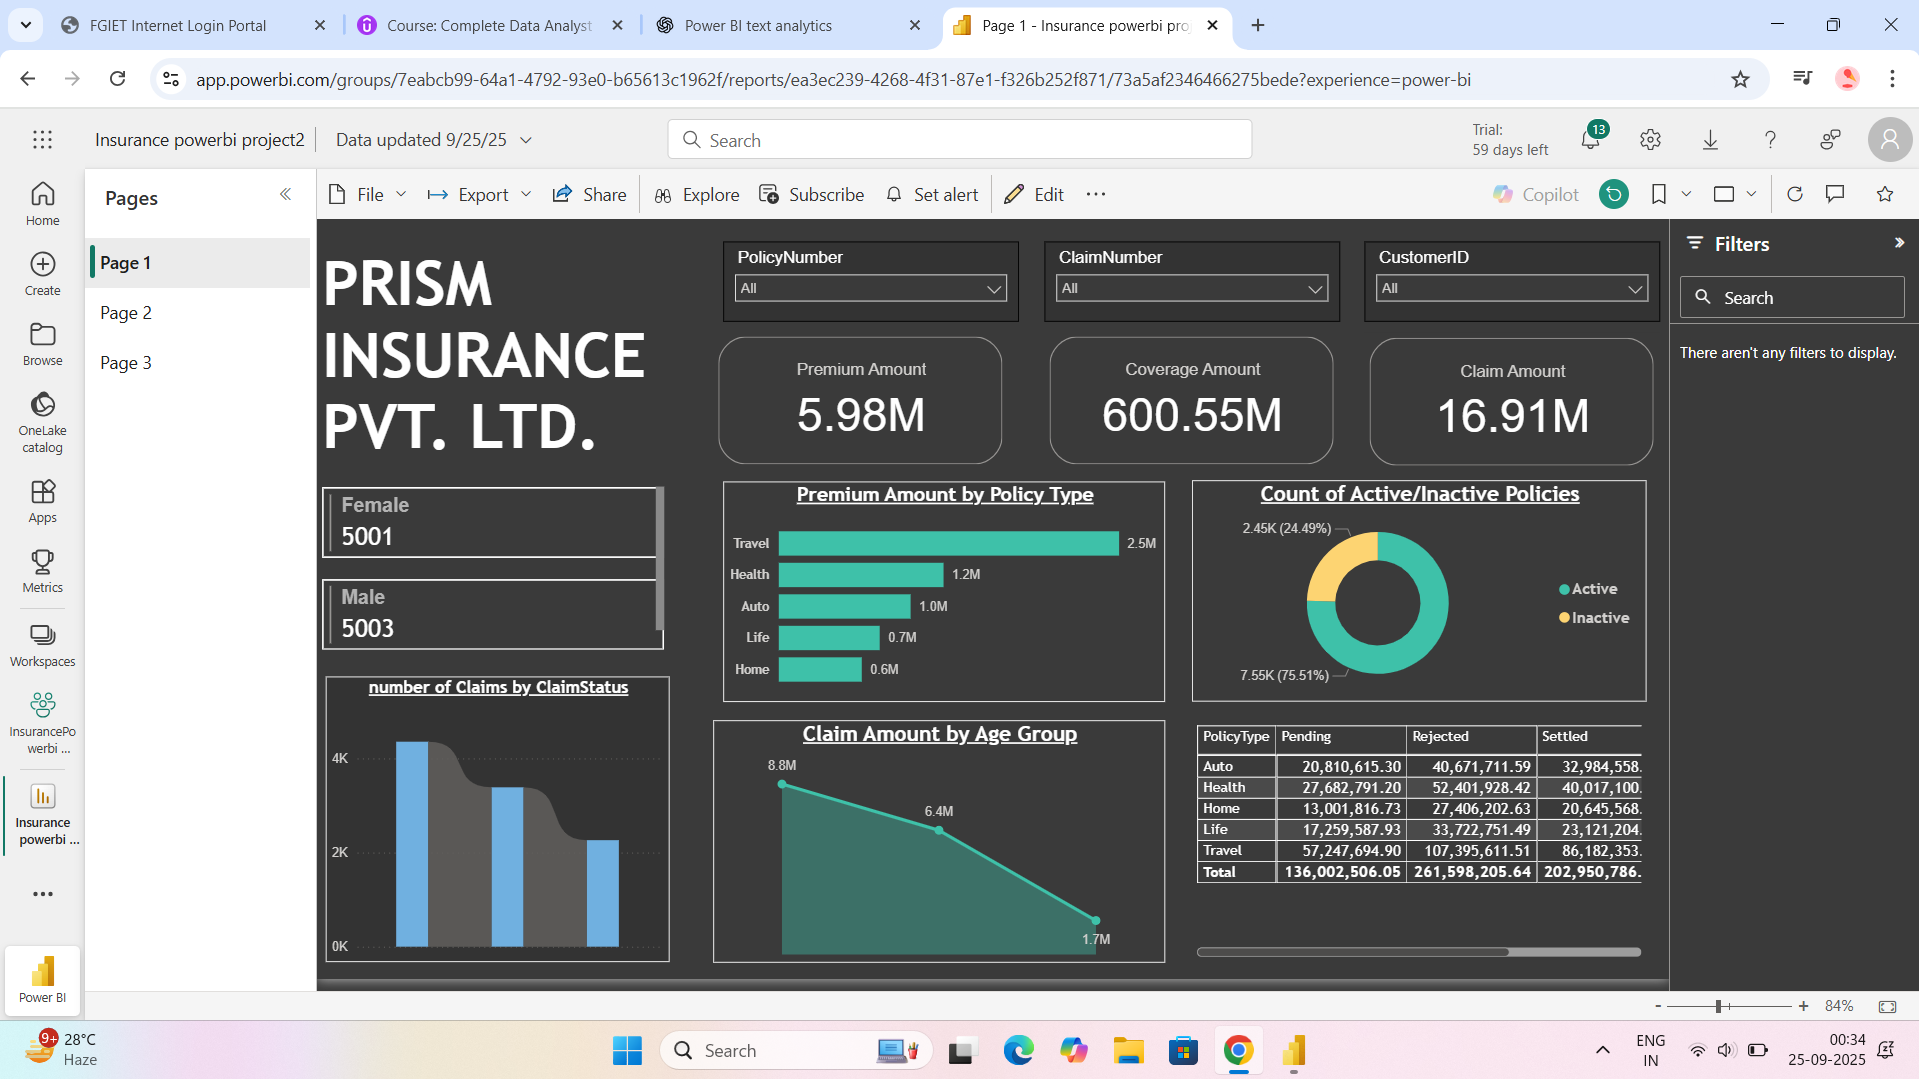 FGIET Internet Login Portal
Course: Complete Data Analyst
Power BI text analytics
Page 1 - Insurance powerbi pro
app.powerbi.com/groups/7eabcb99-64a1-4792-93e0-b65613c1962f/reports/ea3ec239-4268-4f31-87e1-f326b252f871/73a5af2346466275bede?experience=power-bi
Insurance powerbi project2
Data updated 9/25/25
Search
Trial:
59 days left
13
Home
Create
Browse
OneLake
catalog
Apps
Metrics
Workspaces
InsurancePo
werbi ...
Insurance
powerbi ...
Power BI
Pages
Page 1
Page 2
Page 3
File
Export
Share
Explore
Subscribe
Set alert
Edit
Copilot
PRISM
INSURANCE
PVT. LTD.
PolicyNumber
All
ClaimNumber
All
CustomerID
All
Premium Amount
5.98M
Coverage Amount
600.55M
Claim Amount
16.91M
Female
5001
Male
5003
Premium Amount by Policy Type
Travel 2.5M
Health 1.2M
Auto 1.0M
Life 0.7M
Home 0.6M
Count of Active/Inactive Policies
2.45K (24.49%)
Active
Inactive
7.55K (75.51%)
number of Claims by ClaimStatus
4K
2K
0K
Claim Amount by Age Group
8.8M
6.4M
1.7M
PolicyType Pending Rejected Settled
Auto 20,810,615.30 40,671,711.59 32,984,558.
Health 27,682,791.20 52,401,928.42 40,017,100.
Home 13,001,816.73 27,406,202.63 20,645,568.
Life 17,259,587.93 33,722,751.49 23,121,204.
Travel 57,247,694.90 107,395,611.51 86,182,353.
Total 136,002,506.05 261,598,205.64 202,950,786.
Filters
Search
There aren't any filters to display.
- + 84%
9+
28°C
Haze
Search
ENG
IN
00:34
25-09-2025